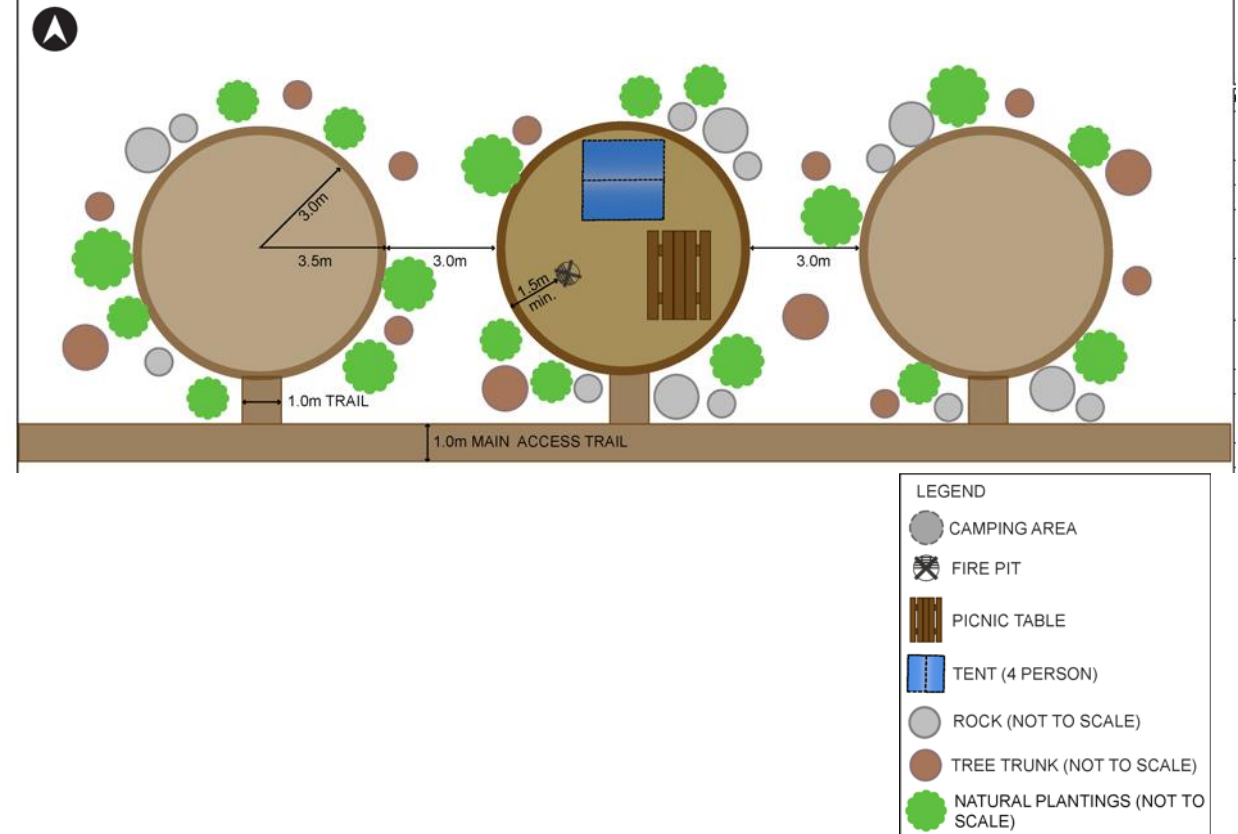 3.0m
3.5m
3.0m
3.0m
1.5m
min.
1.0m TRAIL
1.0m MAIN ACCESS TRAIL
LEGEND
CAMPING AREA
FIRE PIT
PICNIC TABLE
TENT (4 PERSON)
ROCK (NOT TO SCALE)
TREE TRUNK (NOT TO SCALE)
NATURAL PLANTINGS (NOT TO
SCALE)